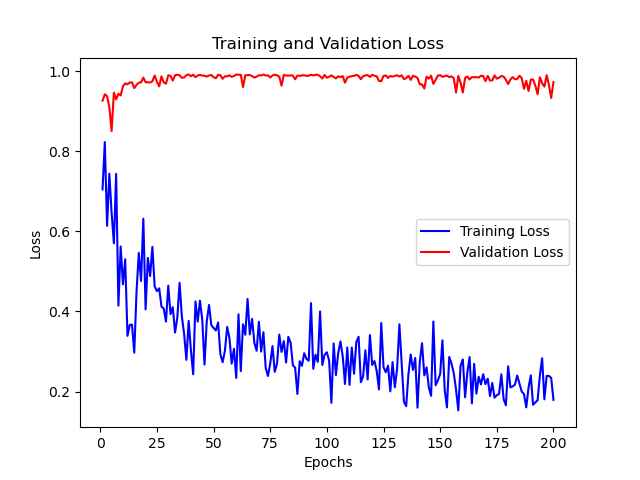 Training and Validation Loss
1.0
0.8
0.6
0.4
0.2
Loss
Training Loss
Validation Loss
0 25 50 75 100 125 150 175 200
Epochs